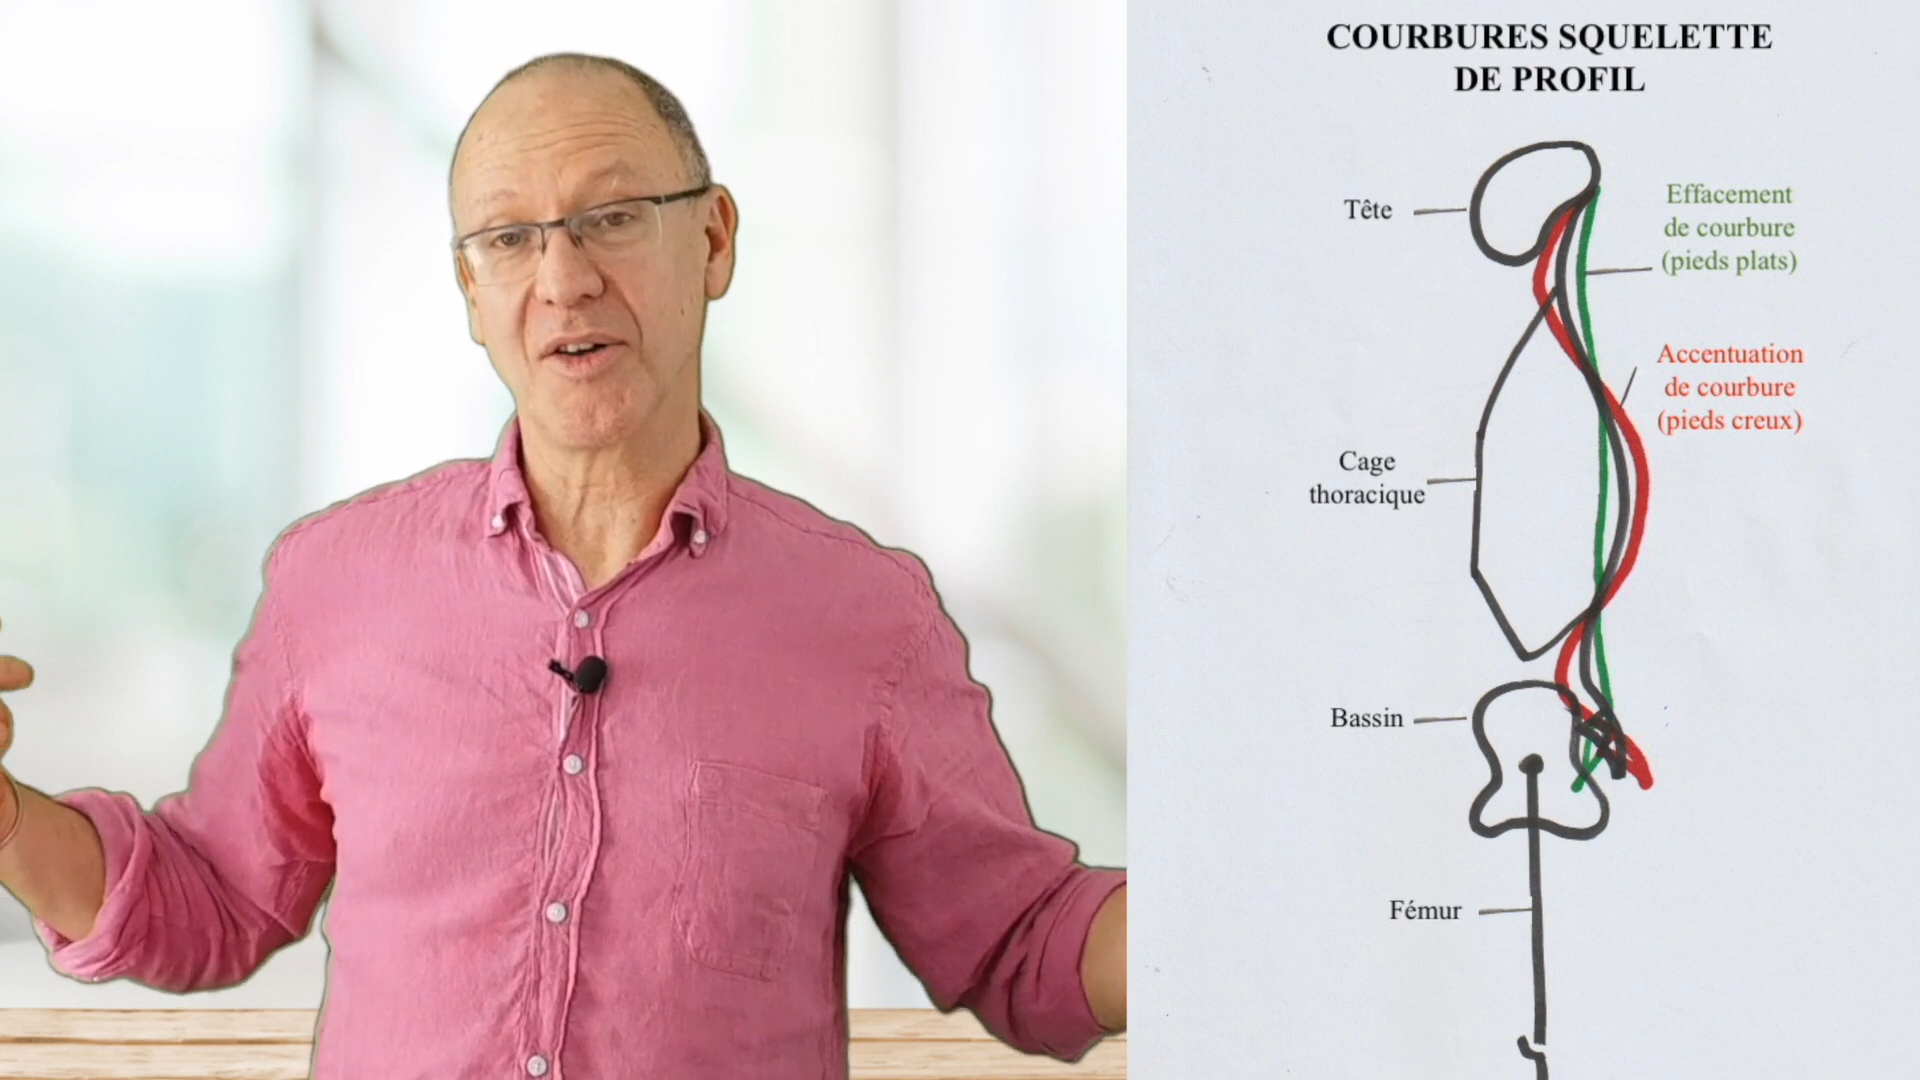 COURBURES SQUELETTE
DE PROFIL
Tête
Effacement
de courbure
(pieds plats)
Accentuation
de courbure
(pieds creux)
Cage
thoracique
Bassin
Fémur